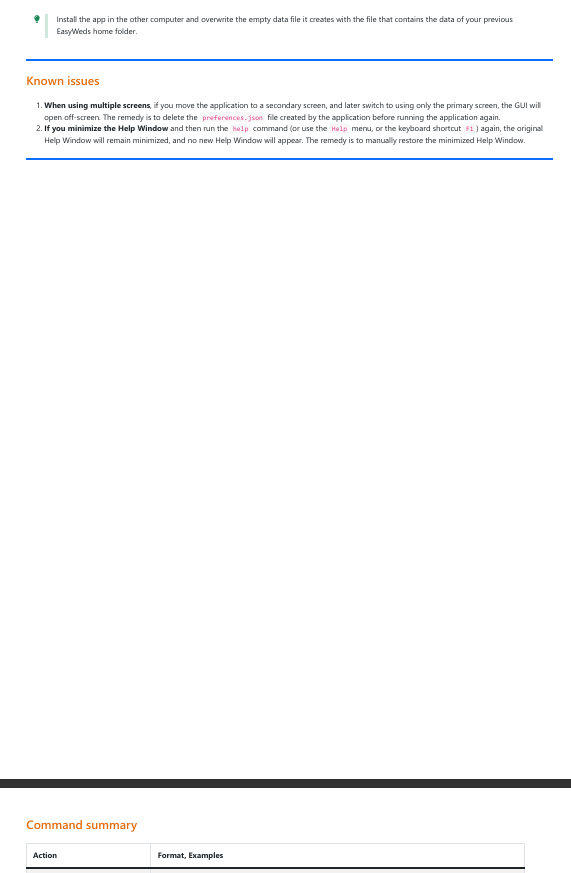 Install the app in the other computer and overwrite the empty data file it creates with the file that contains the data of your previous
EasyWeds home folder.
Known issues
1. When using multiple screens, if you move the application to a secondary screen, and later switch to using only the primary screen, the GUI will
open off-screen. The remedy is to delete the preferences.json file created by the application before running the application again.
2. If you minimize the Help Window and then run the help command (or use the Help menu, or the keyboard shortcut F1 ) again, the original
Help Window will remain minimized, and no new Help Window will appear. The remedy is to manually restore the minimized Help Window.
Command summary
Action Format, Examples